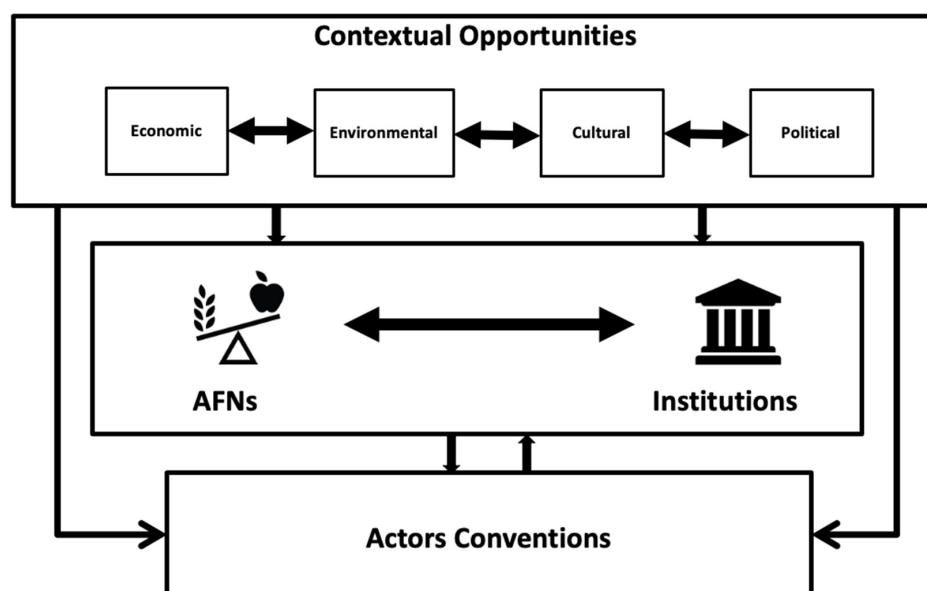 Contextual Opportunities
Economic
Environmental
Cultural
Political
AFNs
Institutions
Actors Conventions